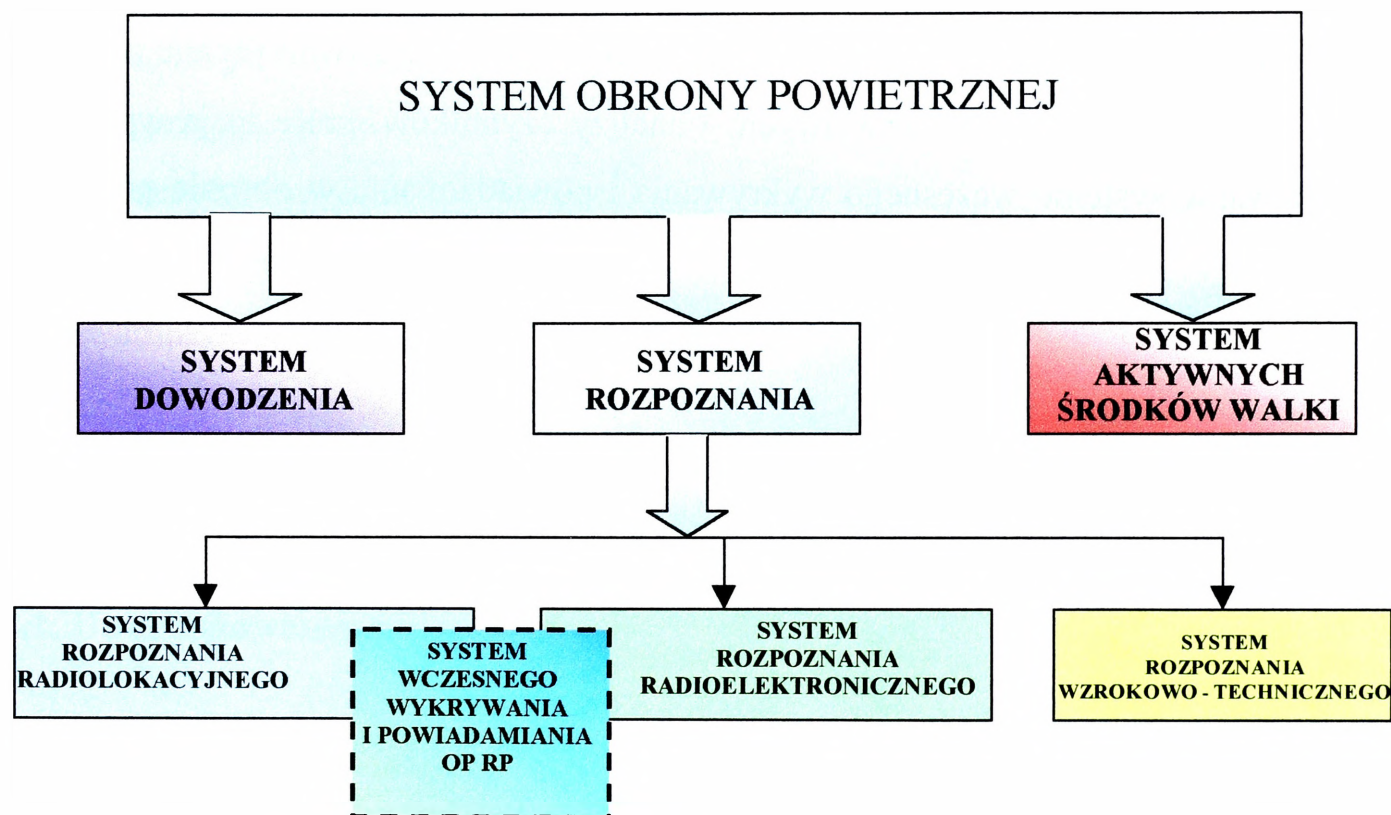 SYSTEM OBRONY POWIETRZNEJ
SYSTEM
DOWODZENIA
SYSTEM
ROZPOZNANIA
SYSTEM
AKTYWNYCH
ŚRODKÓW WALKI
SYSTEM
ROZPOZNANIA
RADIOLOKACYJNEGO
SYSTEM
WCZESNEGO
WYKRYWANIA
I POWIADAMIANIA
OP RP
SYSTEM
ROZPOZNANIA
RADIOELEKTRONICZNEGO
SYSTEM
ROZPOZNANIA
WZROKOWO - TECHNICZNEGO